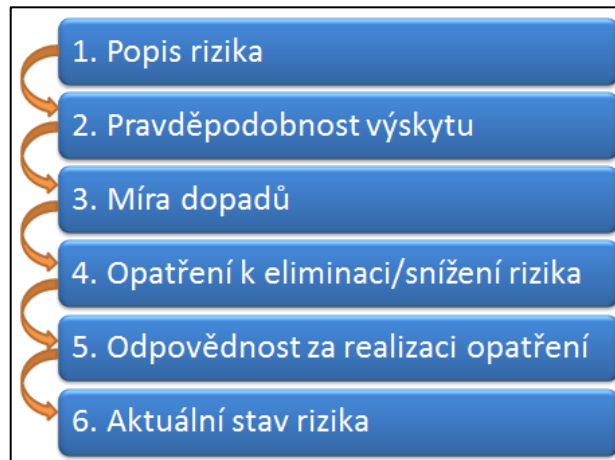 1. Popis rizika
2. Pravděpodobnost výskytu
3. Míra dopadů
4. Opatření k eliminaci/snížení rizika
5. Odpovědnost za realizaci opatření
6. Aktuální stav rizika